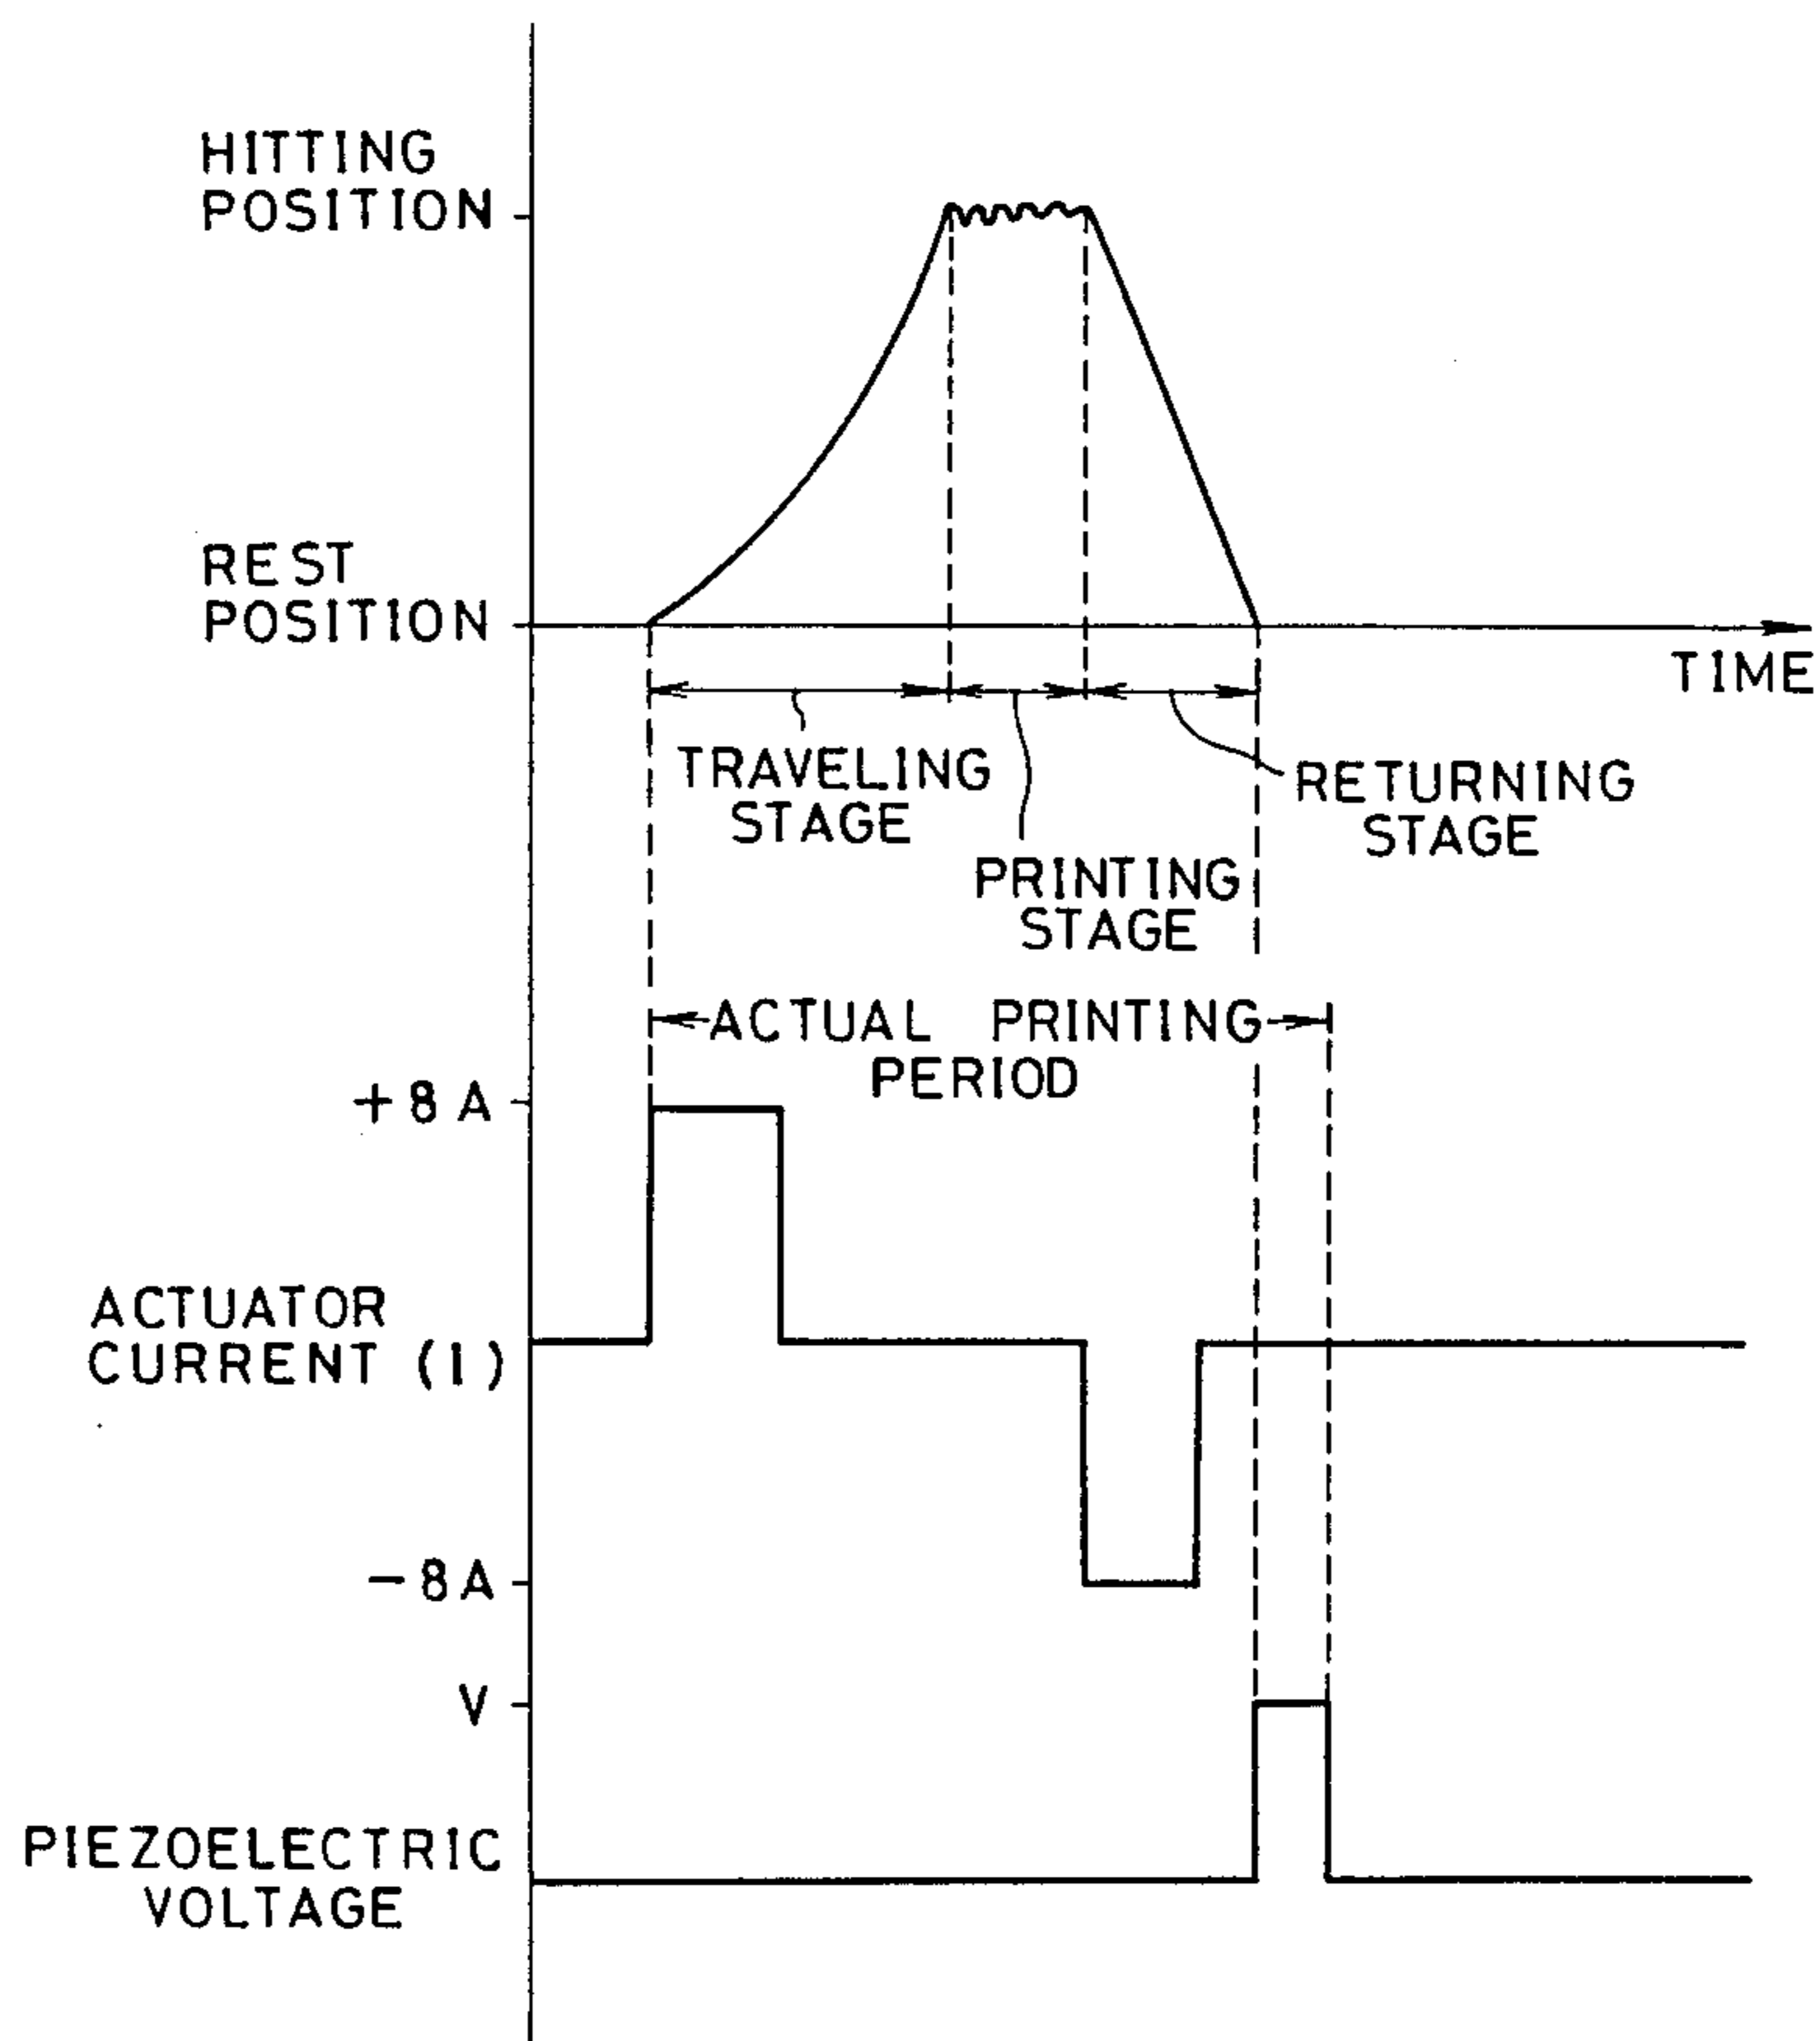 HITTING
POSITION
REST
POSITION
TIME
TRAVELING
STAGE
RETURNING
STAGE
PRINTING
STAGE
ACTUAL PRINTING
PERIOD
+8 A
ACTUATOR
CURRENT (I)
-8A
V
PIEZOELECTRIC
VOLTAGE